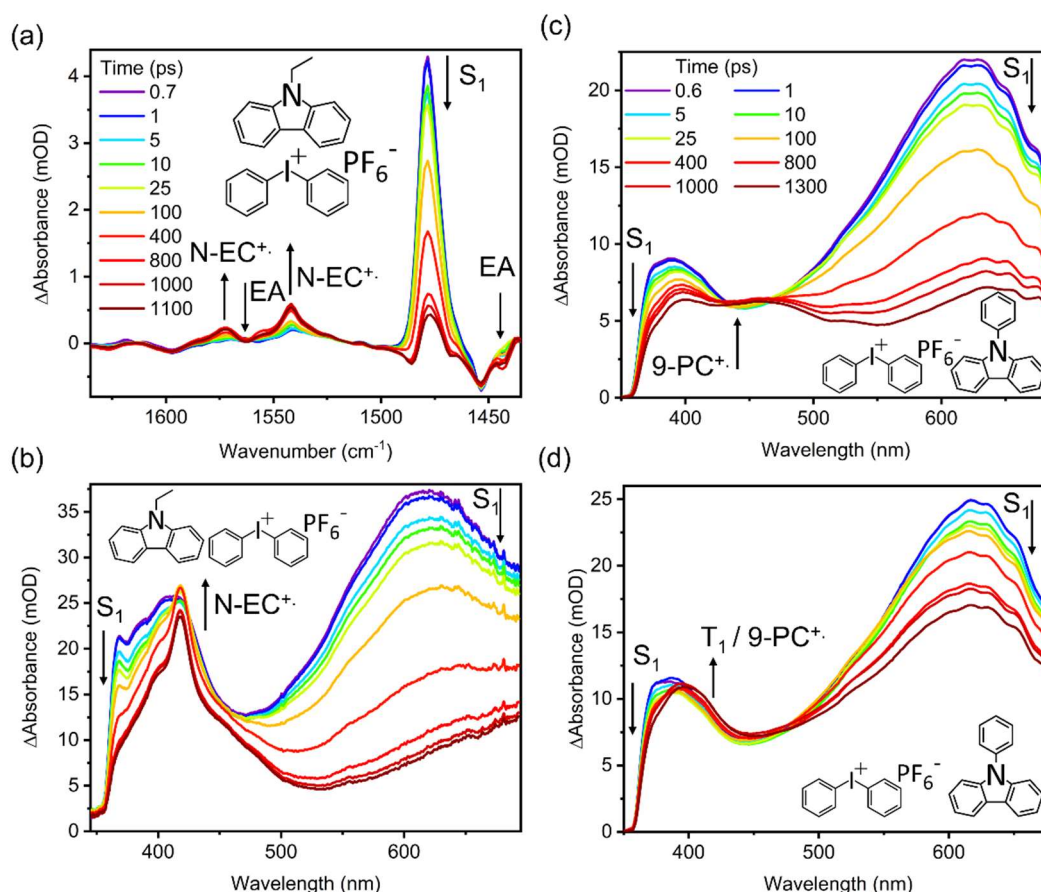 (a)
Time (ps)
0.7
1
5
10
25
100
400
800
1000
1100
N
I⁺
PF₆⁻
S₁
N-EC⁺·
EA
N-EC⁺·
EA
ΔAbsorbance (mOD)
4
3
2
1
0
1600 1550 1500 1450
Wavenumber (cm⁻¹)
(c)
Time (ps)
0.6 1
5 10
25 100
400 800
1000 1300
S₁
S₁
9-PC⁺·
I⁺ PF₆⁻ N
ΔAbsorbance (mOD)
20
15
10
5
0
400 500 600
Wavelength (nm)
(b)
N I⁺ PF₆⁻
S₁
S₁
N-EC⁺·
ΔAbsorbance (mOD)
35
30
25
20
15
10
5
0
400 500 600
Wavelength (nm)
(d)
S₁
S₁
T₁ / 9-PC⁺·
I⁺ PF₆⁻ N
ΔAbsorbance (mOD)
25
20
15
10
5
0
400 500 600
Wavelength (nm)